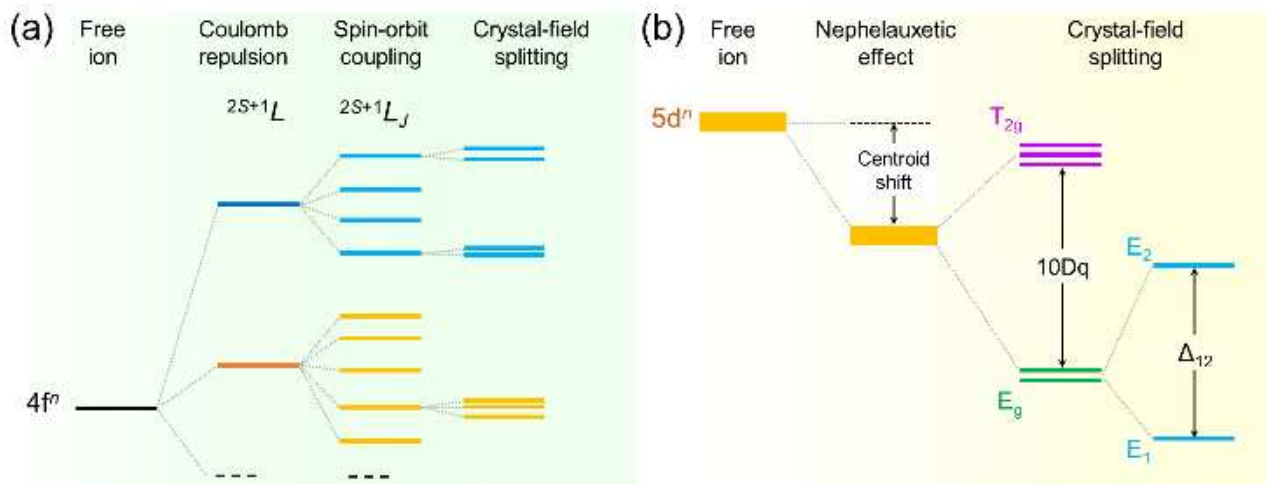 (a)
Free
ion
Coulomb
repulsion
Spin-orbit
coupling
Crystal-field
splitting
2S+1L
2S+1LJ
4fⁿ
(b)
Free
ion
Nephelauxetic
effect
Crystal-field
splitting
5dⁿ
Centroid
shift
T2g
10Dq
Eg
E2
Δ12
E1